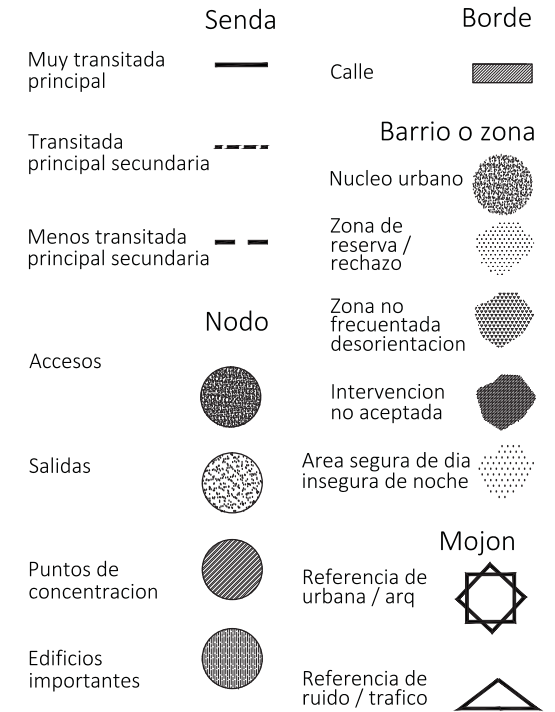 Senda
Muy transitada
principal
Transitada
principal secundaria
Menos transitada
principal secundaria
Nodo
Accesos
Salidas
Puntos de
concentracion
Edificios
importantes
Borde
Calle
Barrio o zona
Nucleo urbano
Zona de
reserva /
rechazo
Zona no
frecuentada
desorientacion
Intervencion
no aceptada
Area segura de dia
insegura de noche
Mojon
Referencia de
urbana / arq
Referencia de
ruido / trafico